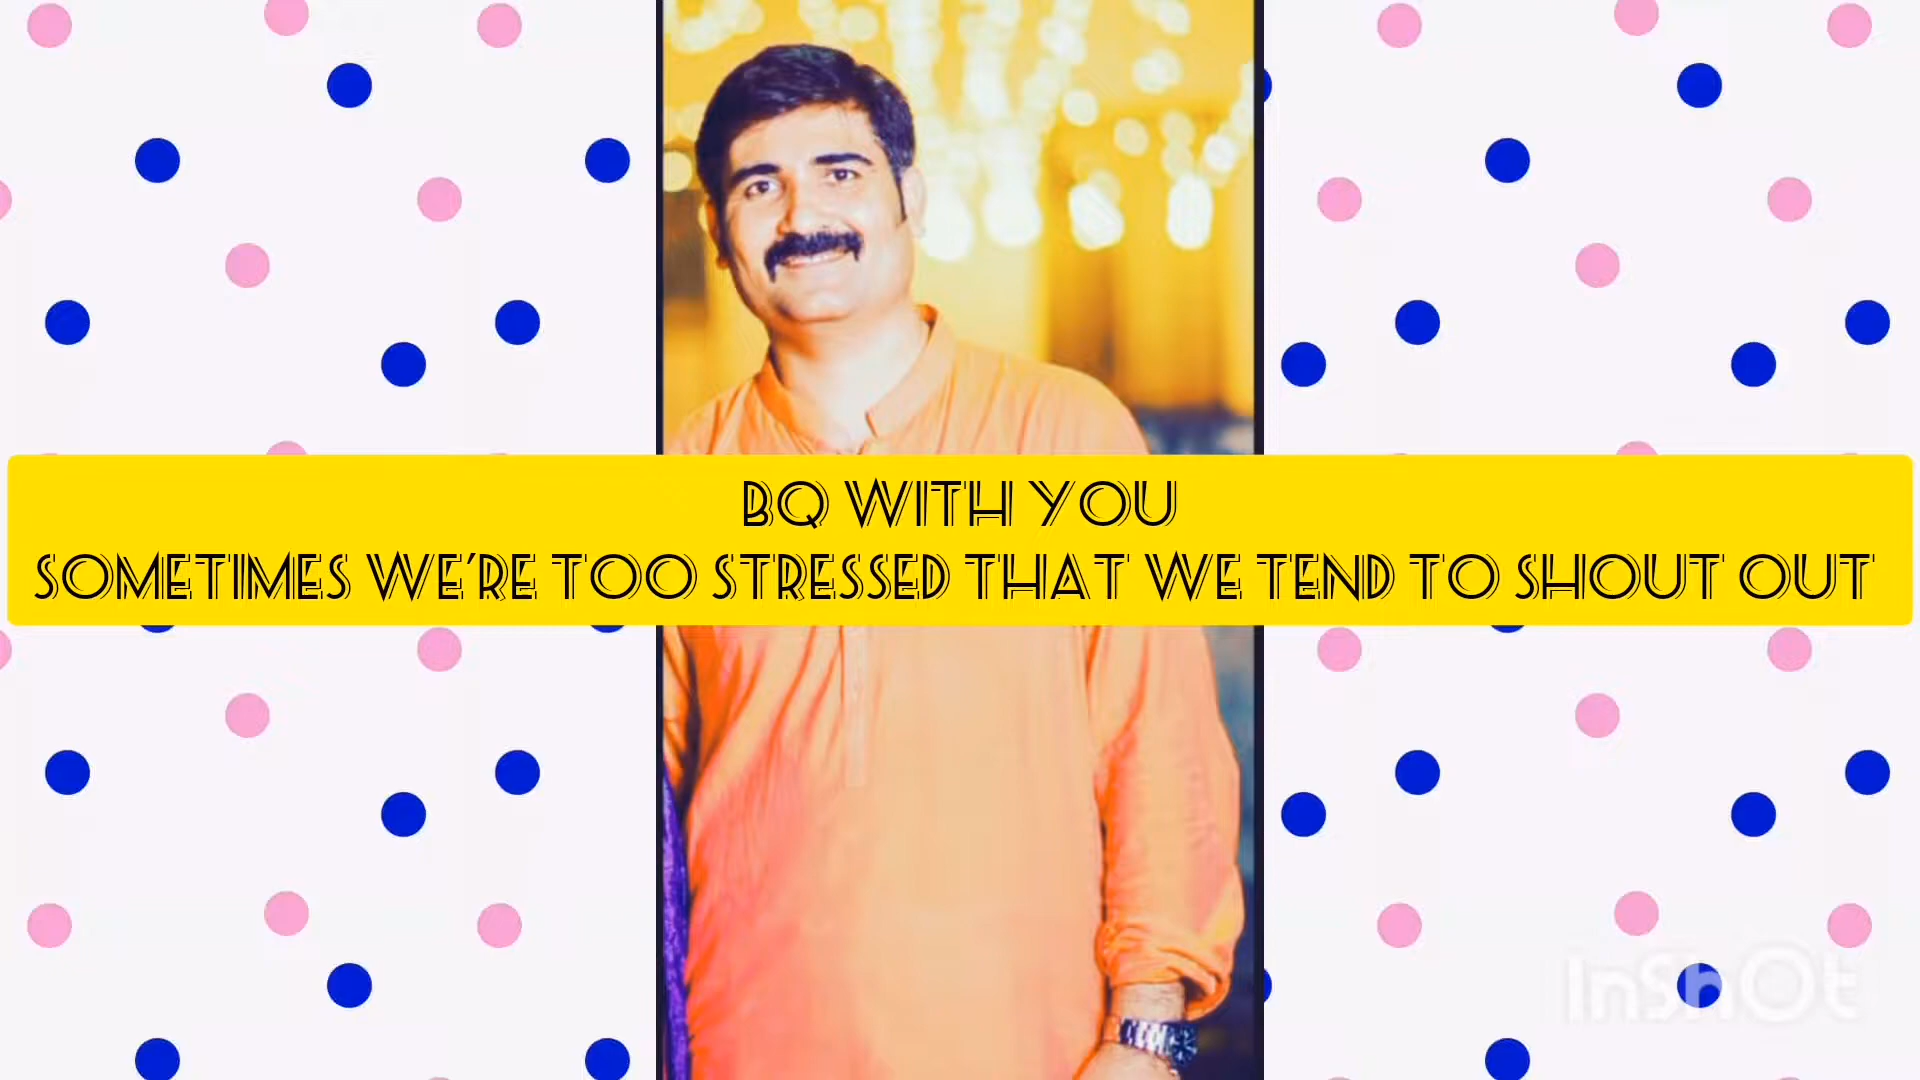 BQ WITH YOU
SOMETIMES WE'RE TOO STRESSED THAT WE TEND TO SHOUT OUT
InShOt